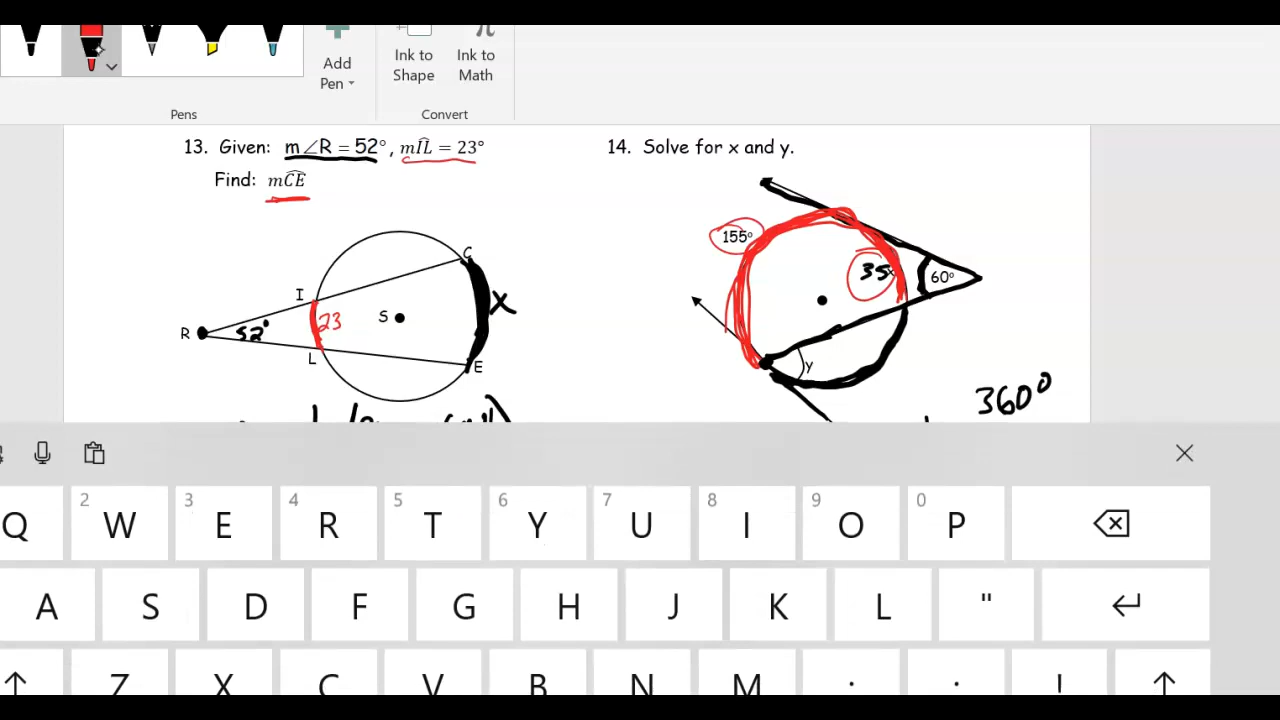 Add
Pen
Ink to
Shape
Ink to
Math
Pens
Convert
13. Given: m∠R = 52°, mIL = 23°
Find: mCE
14. Solve for x and y.
C
I
R
52°
23
S
L
E
X
155°
35
x
60°
y
360°
Q
2
W
3
E
4
R
5
T
6
Y
7
U
8
I
9
O
0
P
A
S
D
F
G
H
J
K
L
"
Z
X
C
V
B
N
M
!